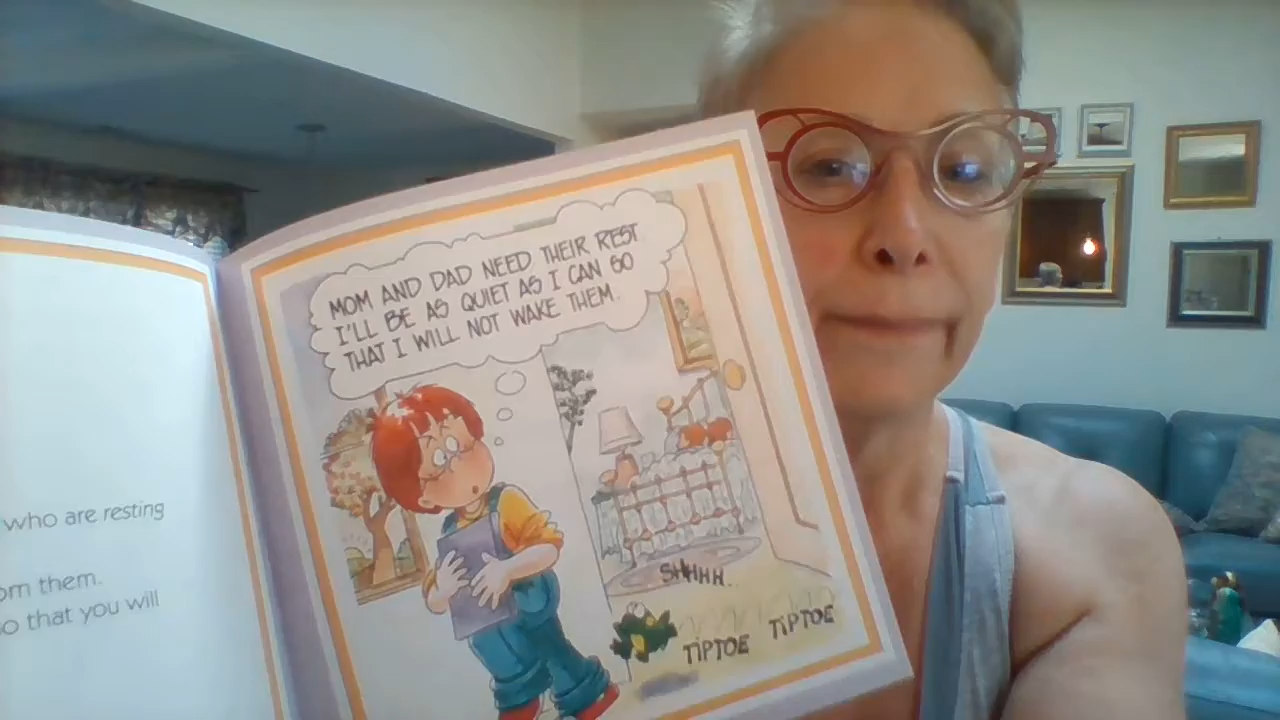 who are resting
om them.
o that you will
MOM AND DAD NEED THEIR REST
I'LL BE AS QUIET AS I CAN SO
THAT I WILL NOT WAKE THEM.
SHHHH..
TIPTOE TIPTOE